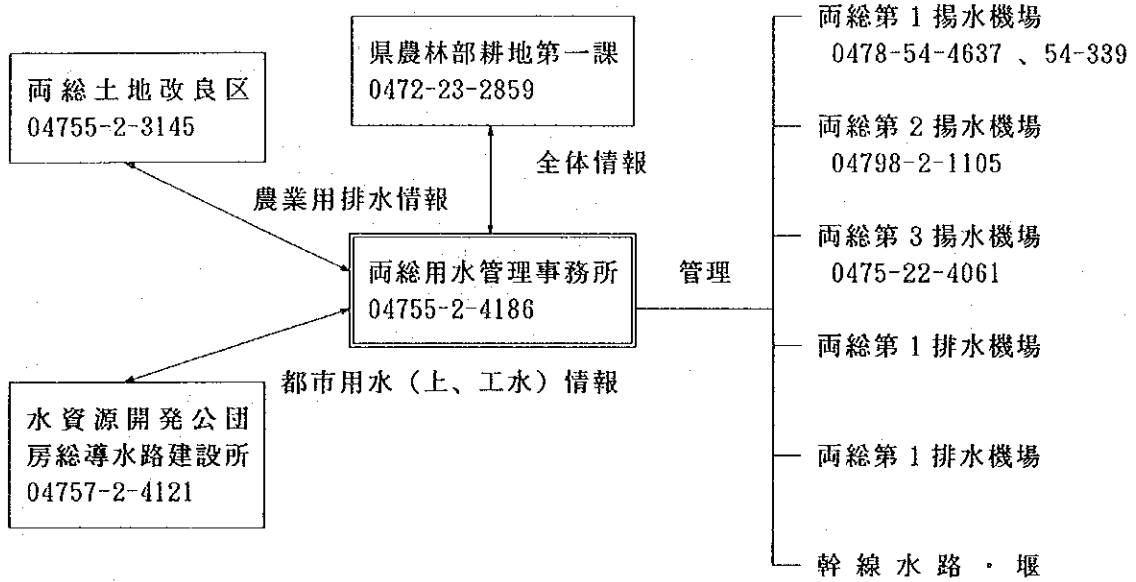 両総土地改良区
04755-2-3145
県農林部耕地第一課
0472-23-2859
全体情報
農業用排水情報
両総用水管理事務所
04755-2-4186
管理
都市用水（上、工水）情報
水資源開発公団
房総導水路建設所
04757-2-4121
両総第1揚水機場
0478-54-4637 、54-339
両総第2揚水機場
04798-2-1105
両総第3揚水機場
0475-22-4061
両総第1排水機場
両総第1排水機場
幹線水路・堰